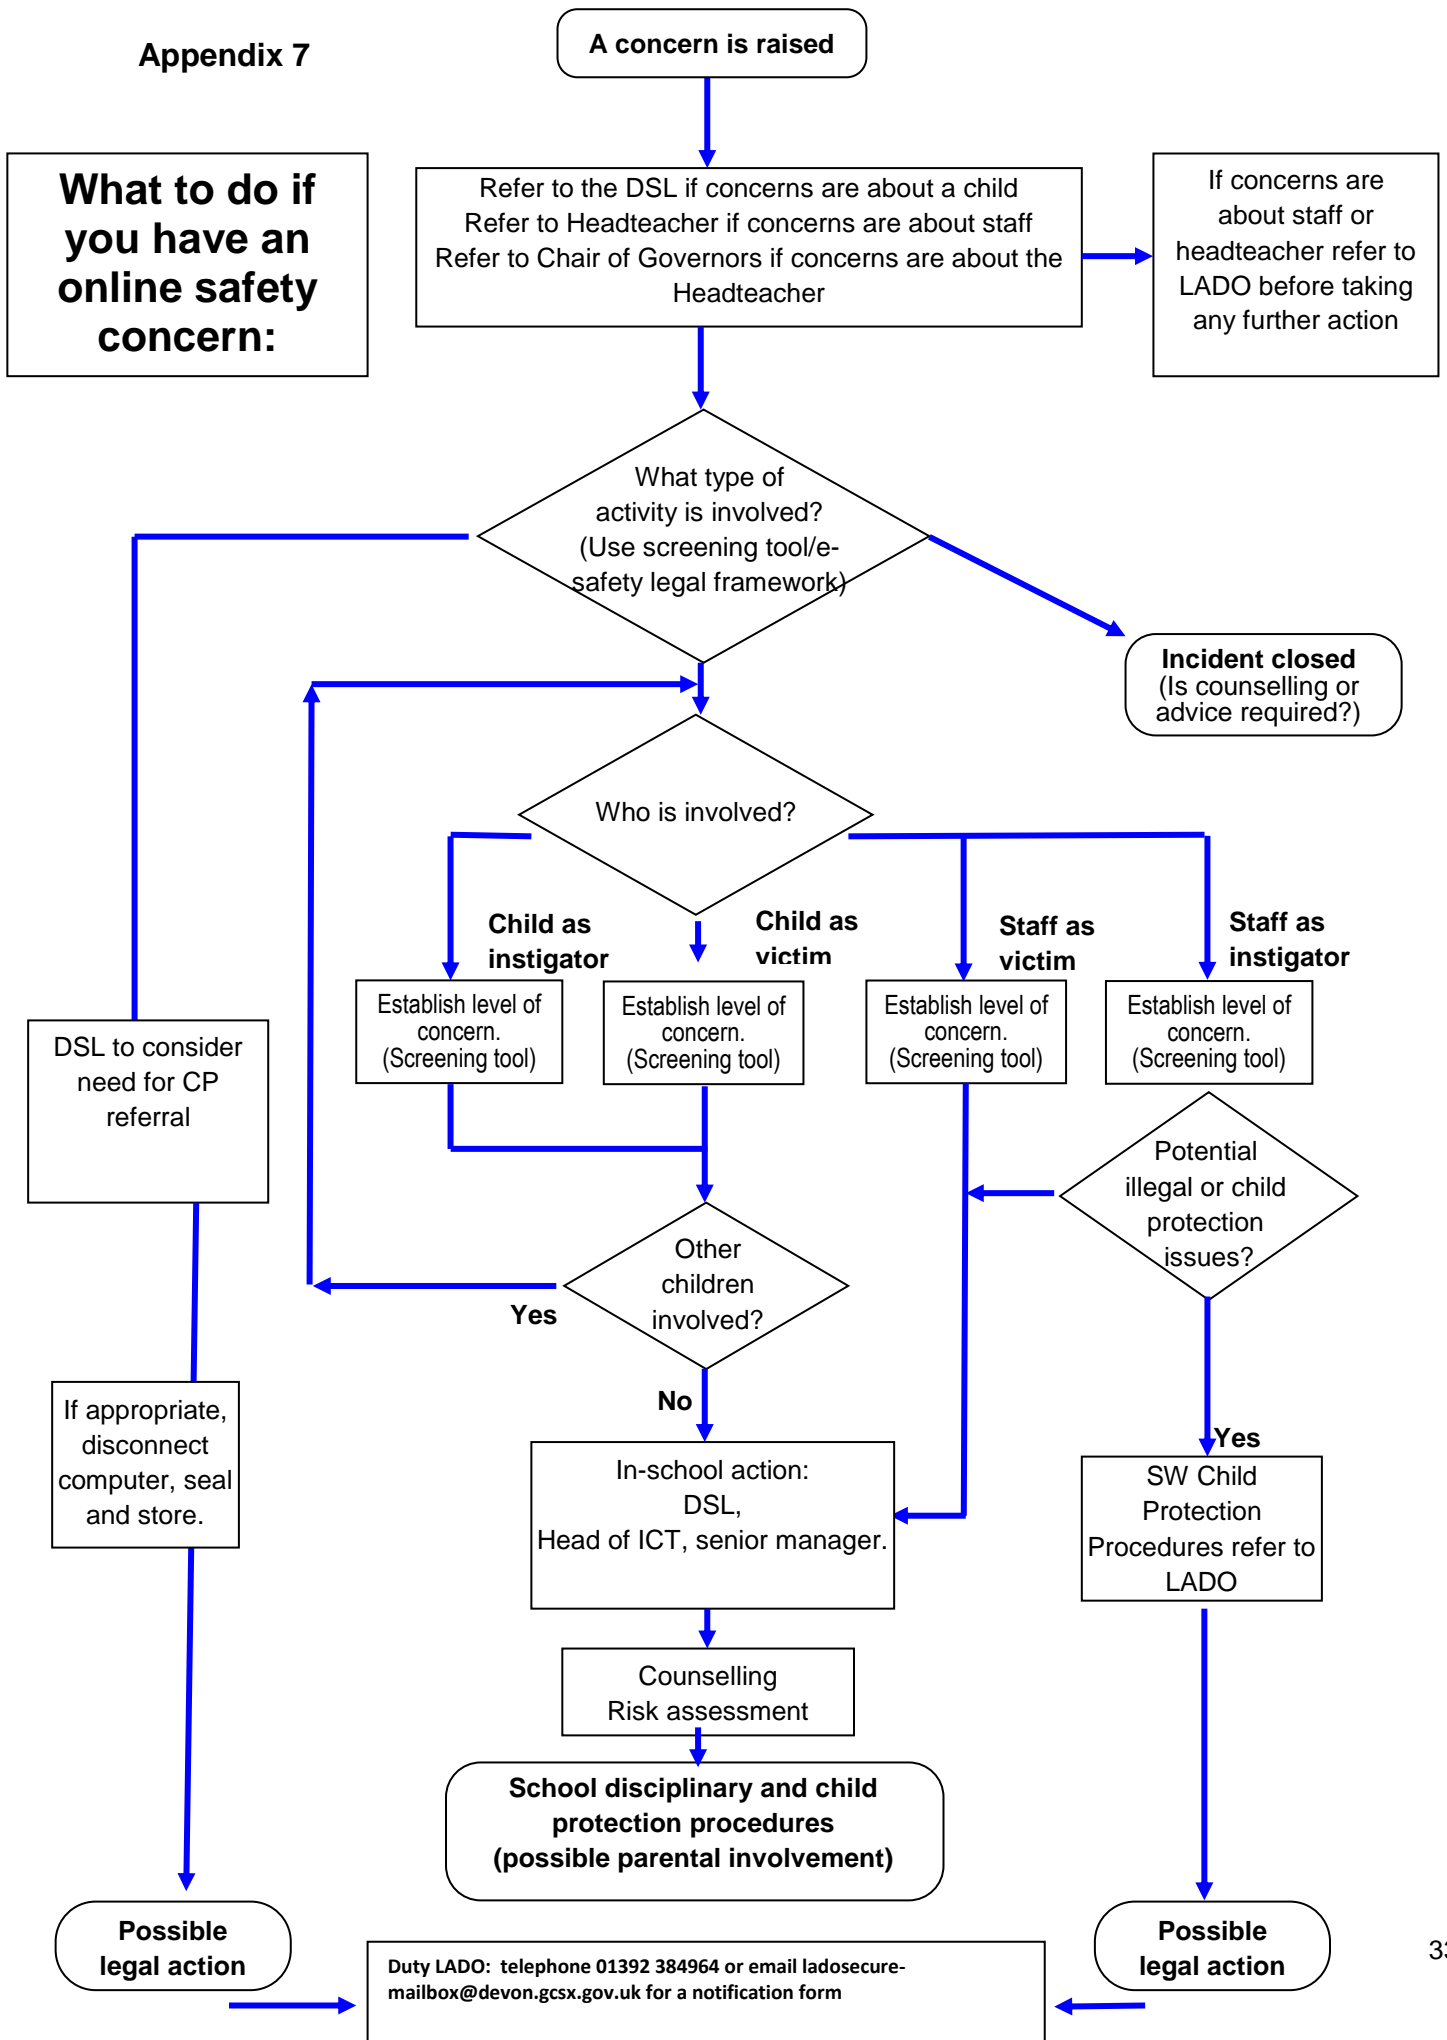 Appendix 7
A concern is raised
What to do if
you have an
online safety
concern:
Refer to the DSL if concerns are about a child
Refer to Headteacher if concerns are about staff
Refer to Chair of Governors if concerns are about the
Headteacher
If concerns are
about staff or
headteacher refer to
LADO before taking
any further action
What type of
activity is involved?
(Use screening tool/e-
safety legal framework)
Incident closed
(Is counselling or
advice required?)
Who is involved?
Child as
instigator
Child as
victim
Staff as
victim
Staff as
instigator
Establish level of
concern.
(Screening tool)
Establish level of
concern.
(Screening tool)
Establish level of
concern.
(Screening tool)
Establish level of
concern.
(Screening tool)
DSL to consider
need for CP
referral
Potential
illegal or child
protection
issues?
Other
children
involved?
Yes
No
If appropriate,
disconnect
computer, seal
and store.
In-school action:
DSL,
Head of ICT, senior manager.
Yes
SW Child
Protection
Procedures refer to
LADO
Counselling
Risk assessment
School disciplinary and child
protection procedures
(possible parental involvement)
Possible
legal action
Possible
legal action
Duty LADO: telephone 01392 384964 or email ladosecure-
mailbox@devon.gcsx.gov.uk for a notification form